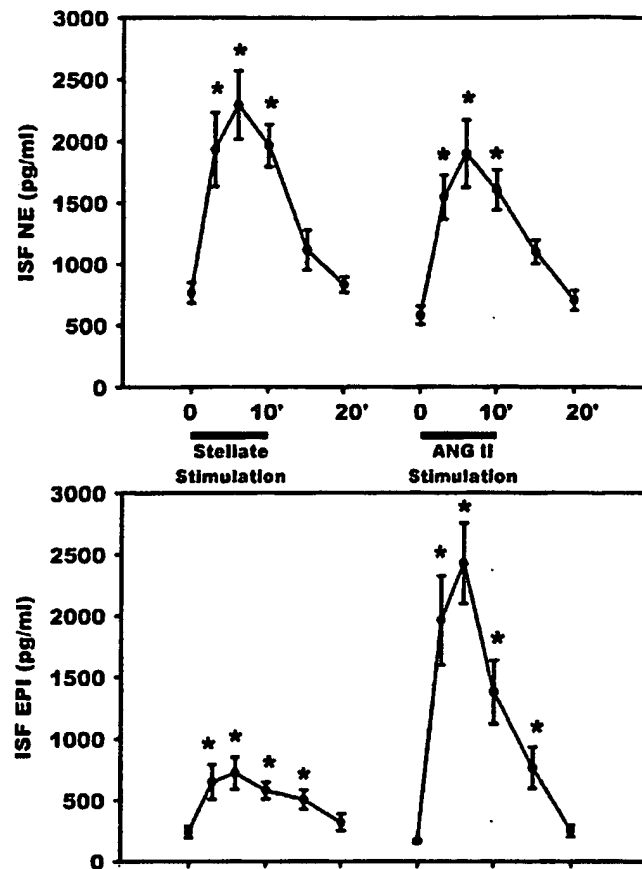 3000
2500
2000
1500
1000
500
0
ISF NE (pg/ml)
* * *
* * *
0 10' 20' 0 10' 20'
Stellate Stimulation
ANG II Stimulation
3000
2500
2000
1500
1000
500
0
ISF EPI (pg/ml)
* * * *
* * * *